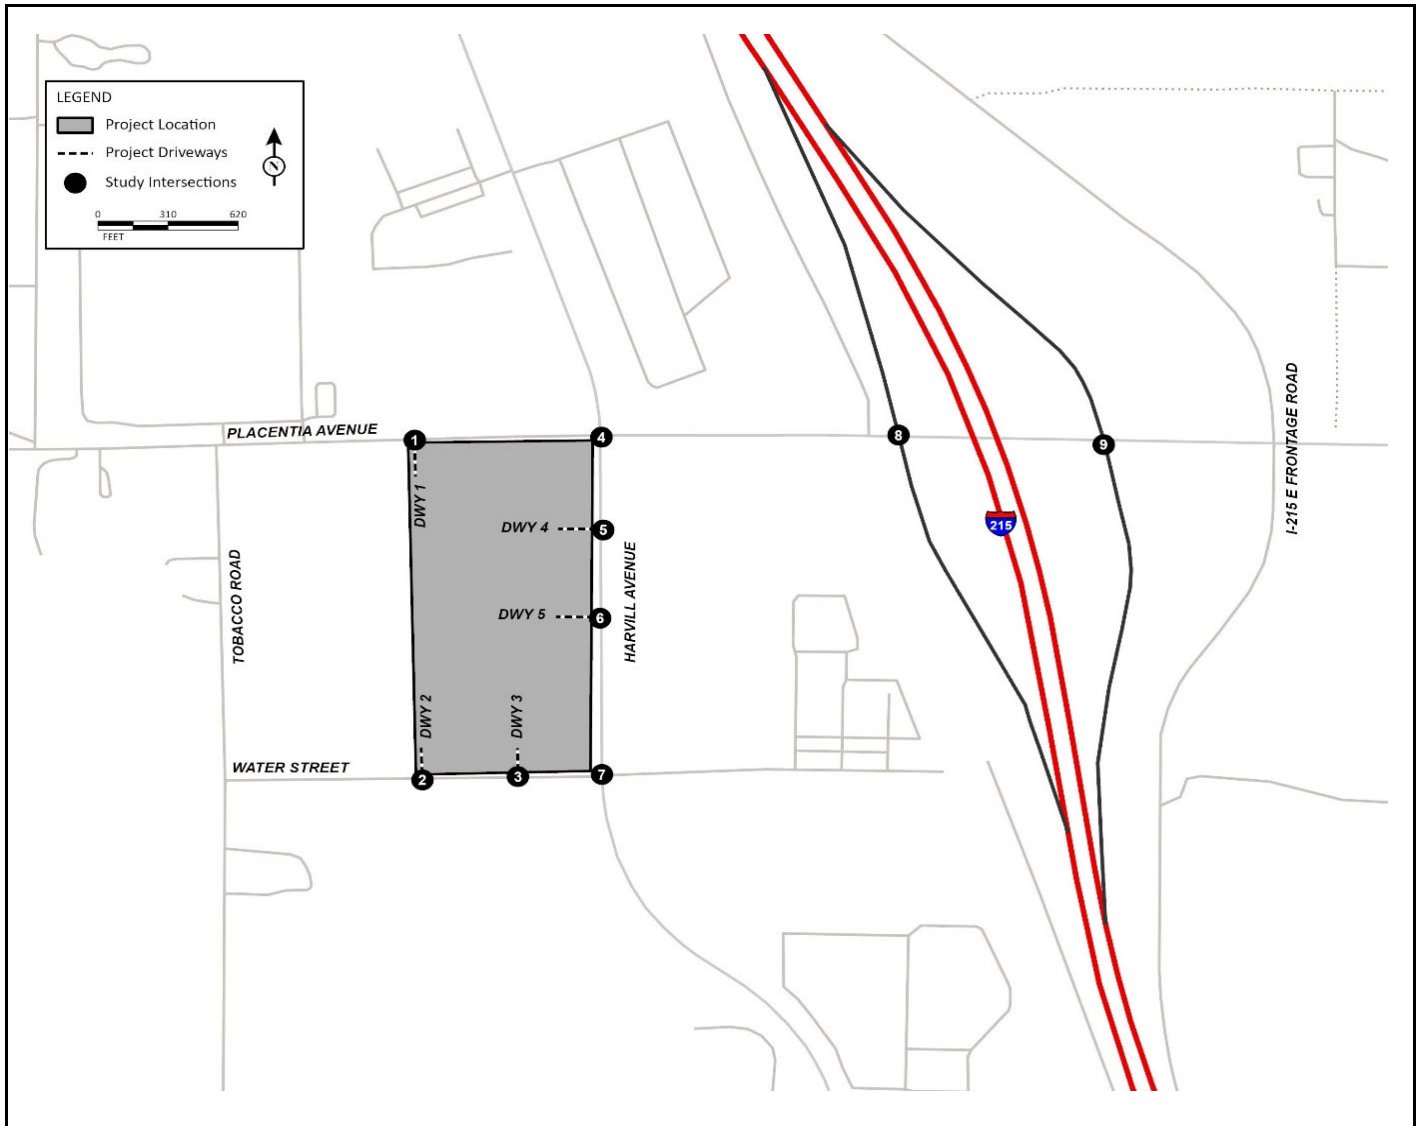 LEGEND
Project Location
Project Driveways
Study Intersections
N
0 310 620
FEET
PLACENTIA AVENUE
1
4
8
9
DWY 1
DWY 4
5
215
I-215 E FRONTAGE ROAD
TOBACCO ROAD
DWY 5
6
HARVILL AVENUE
DWY 2
DWY 3
WATER STREET
2
3
7